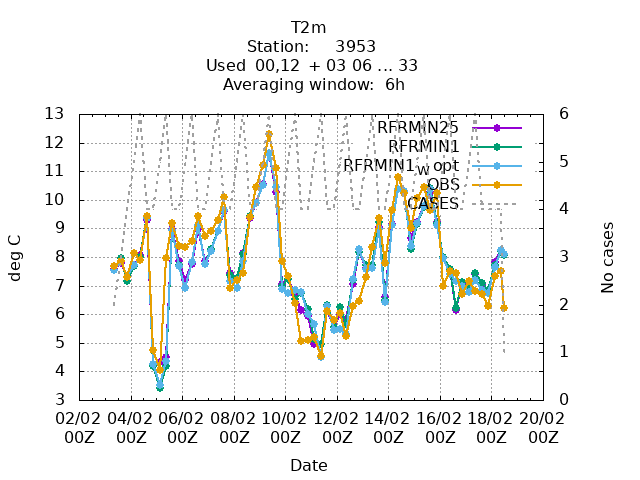 T2m
Station:     3953
Used  00,12  + 03 06 ... 33
Averaging window:  6h
13 6
RFRMIN25
12
RFRMIN1
11 5
RFRMIN1_w_opt
OBS
10 4
CASES
9
8 3
7
6 2
5
4 1
3 0
deg C
No cases
02/02 04/02 06/02 08/02 10/02 12/02 14/02 16/02 18/02 20/02
00Z 00Z 00Z 00Z 00Z 00Z 00Z 00Z 00Z 00Z
Date